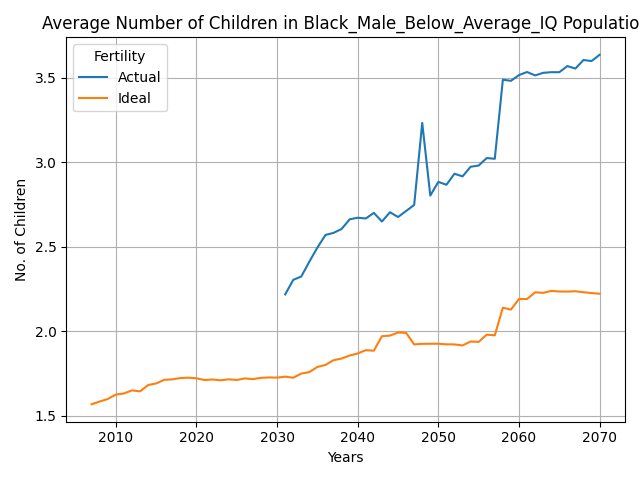 Average Number of Children in Black_Male_Below_Average_IQ Populatio
Fertility
Actual
Ideal
3.5
3.0
2.5
2.0
1.5
No. of Children
2010 2020 2030 2040 2050 2060 2070
Years